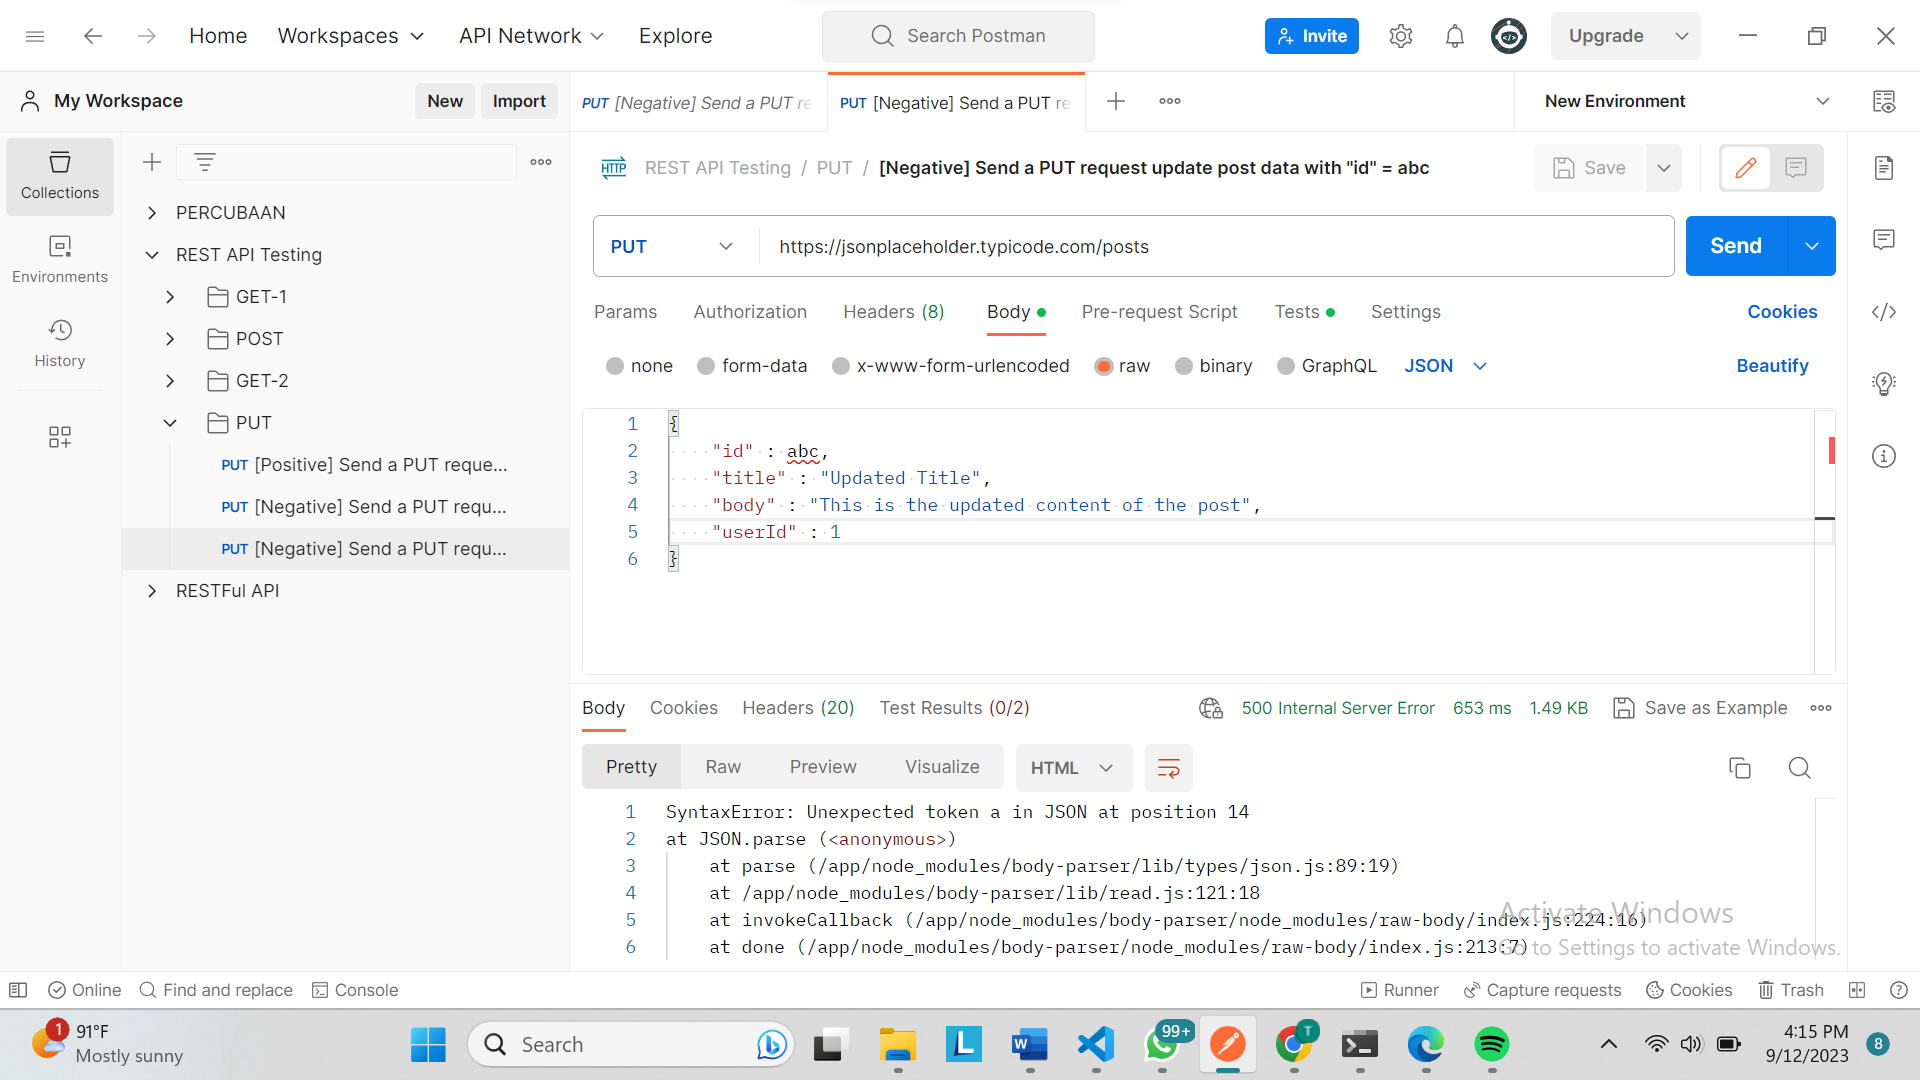 Home Workspaces API Network Explore Search Postman Invite Upgrade
My Workspace New Import PUT [Negative] Send a PUT re PUT [Negative] Send a PUT re New Environment
Collections
Environments
History
PERCUBAAN
REST API Testing
GET-1
POST
GET-2
PUT
PUT [Positive] Send a PUT reque...
PUT [Negative] Send a PUT requ...
PUT [Negative] Send a PUT requ...
RESTFul API
HTTP REST API Testing / PUT / [Negative] Send a PUT request update post data with "id" = abc Save
PUT https://jsonplaceholder.typicode.com/posts Send
Params Authorization Headers (8) Body Pre-request Script Tests Settings Cookies
none form-data x-www-form-urlencoded raw binary GraphQL JSON Beautify
1 {
2 "id" : abc,
3 "title" : "Updated Title",
4 "body" : "This is the updated content of the post",
5 "userId" : 1
6 }
Body Cookies Headers (20) Test Results (0/2) 500 Internal Server Error 653 ms 1.49 KB Save as Example
Pretty Raw Preview Visualize HTML
1 SyntaxError: Unexpected token a in JSON at position 14
2 at JSON.parse (<anonymous>)
3 at parse (/app/node_modules/body-parser/lib/types/json.js:89:19)
4 at /app/node_modules/body-parser/lib/read.js:121:18
5 at invokeCallback (/app/node_modules/body-parser/node_modules/raw-body/index.js:224:16)
6 at done (/app/node_modules/body-parser/node_modules/raw-body/index.js:213:7)
Activate Windows
Go to Settings to activate Windows.
Online Find and replace Console Runner Capture requests Cookies Trash
1 91°F
Mostly sunny
Search
L
W
99+
T
4:15 PM
9/12/2023
8